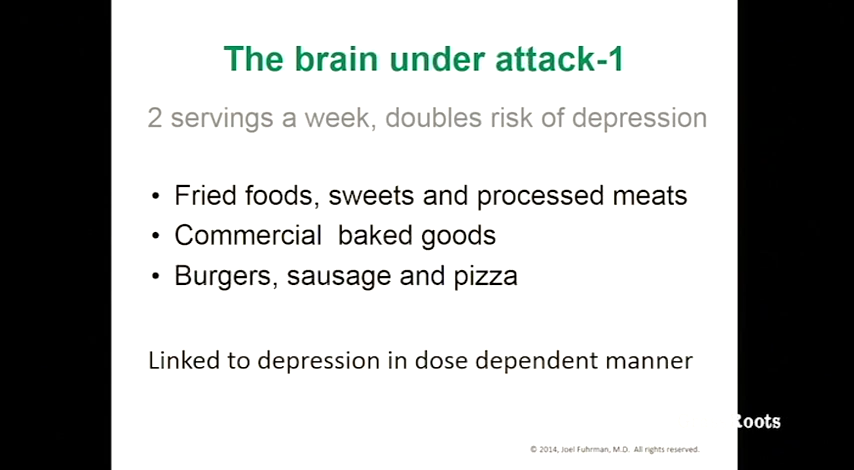 The brain under attack-1
2 servings a week, doubles risk of depression
• Fried foods, sweets and processed meats
• Commercial baked goods
• Burgers, sausage and pizza
Linked to depression in dose dependent manner
Roots
© 2014, Joel Fuhrman, M.D. All rights reserved.